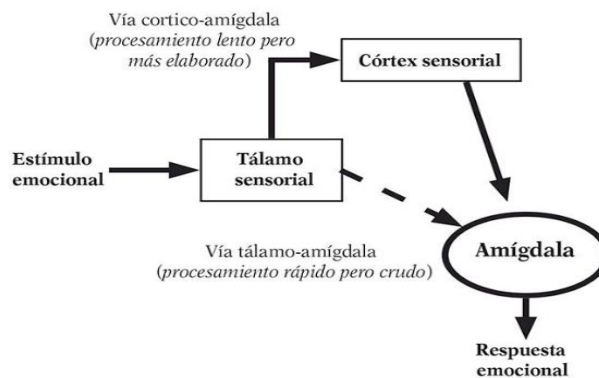 Vía cortico-amígdala
(procesamiento lento pero
más elaborado)
Córtex sensorial
Estímulo
emocional
Tálamo
sensorial
Vía tálamo-amígdala
(procesamiento rápido pero crudo)
Amígdala
Respuesta
emocional